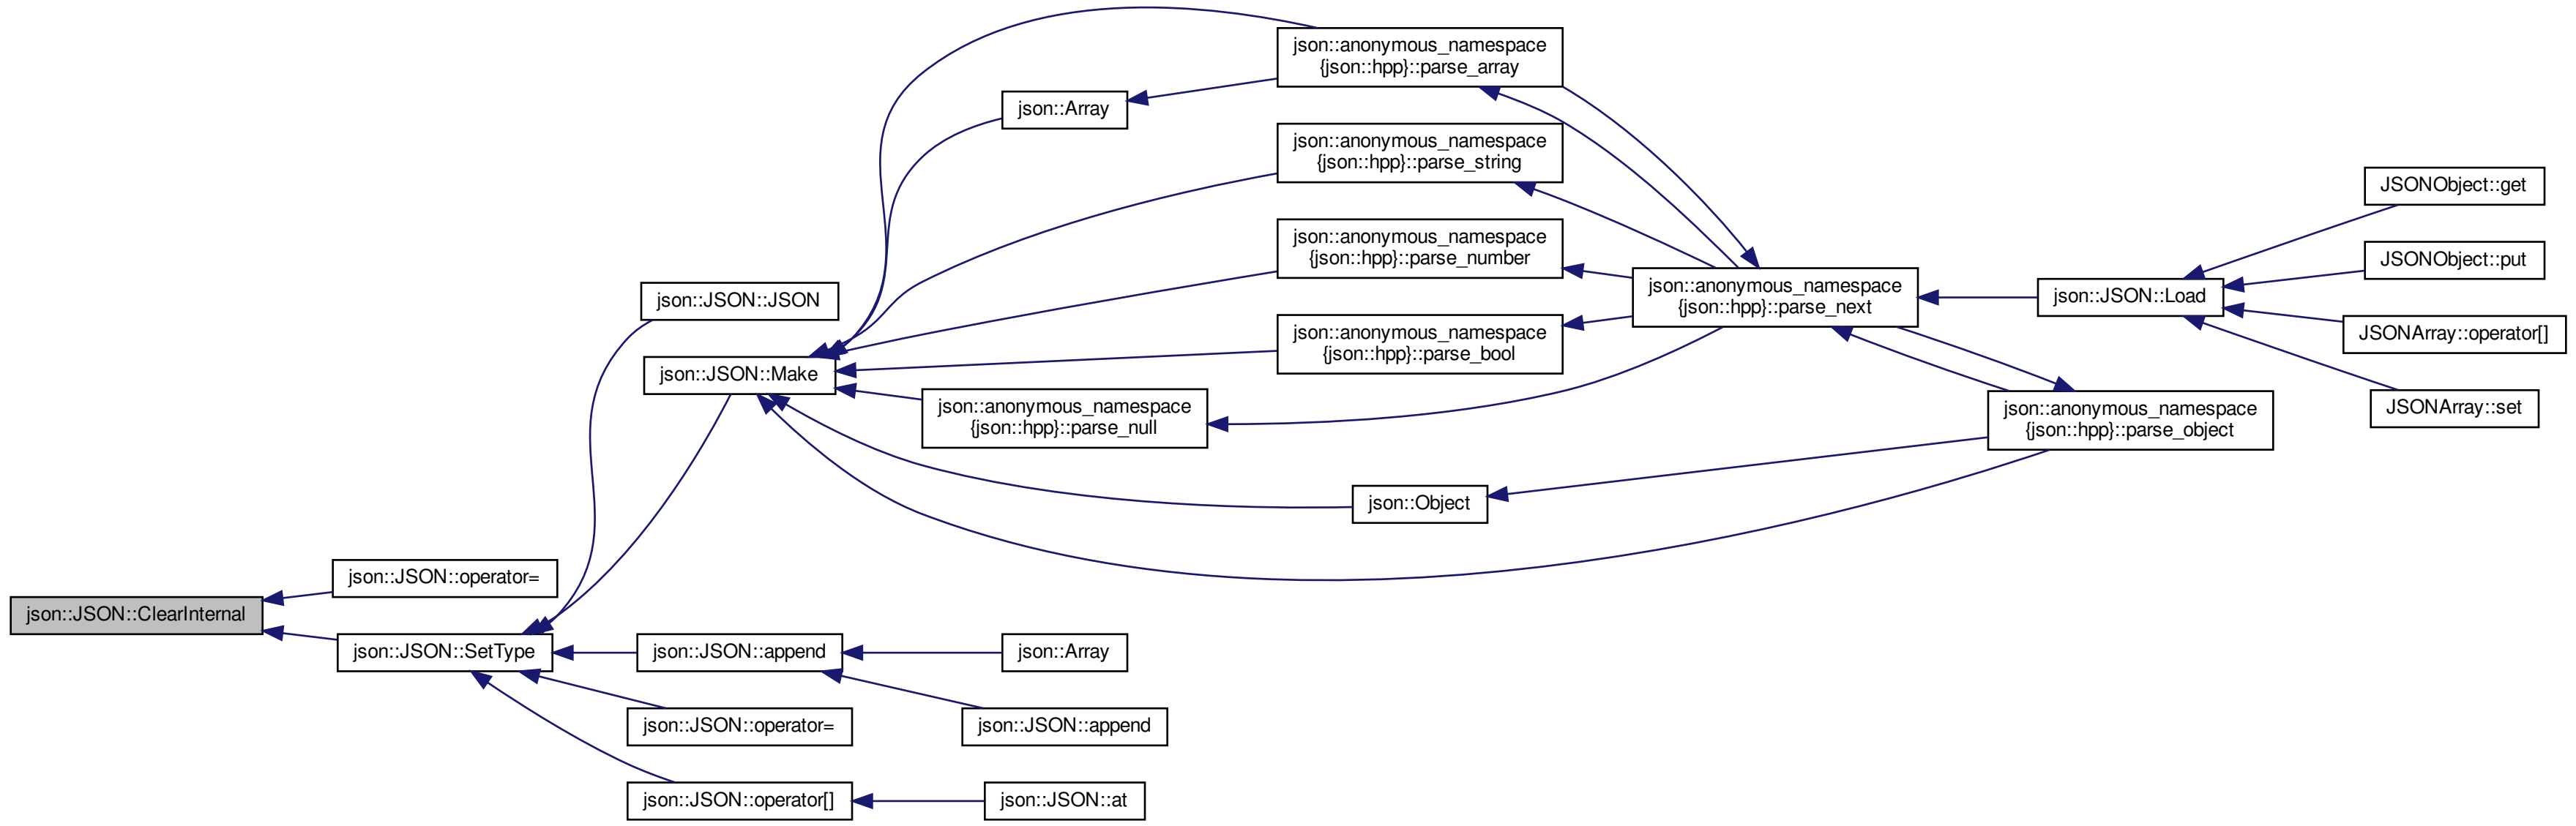 json::anonymous_namespace
{json::hpp}::parse_array
json::Array
json::anonymous_namespace
{json::hpp}::parse_string
JSONObject::get
json::anonymous_namespace
{json::hpp}::parse_number
JSONObject::put
json::JSON::JSON
json::anonymous_namespace
{json::hpp}::parse_next
json::JSON::Load
json::anonymous_namespace
{json::hpp}::parse_bool
JSONArray::operator[]
json::JSON::Make
json::anonymous_namespace
{json::hpp}::parse_null
JSONArray::set
json::anonymous_namespace
{json::hpp}::parse_object
json::Object
json::JSON::operator=
json::JSON::ClearInternal
json::JSON::SetType
json::JSON::append
json::Array
json::JSON::operator=
json::JSON::append
json::JSON::operator[]
json::JSON::at